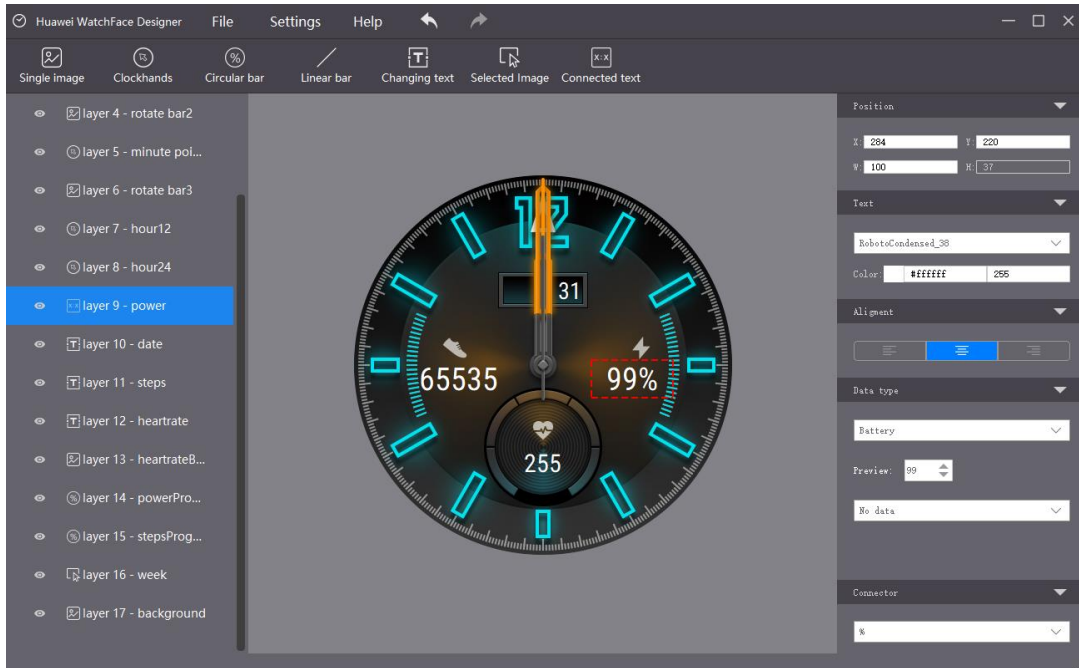 Huawei WatchFace Designer File Settings Help
Single image Clockhands Circular bar Linear bar Changing text Selected Image Connected text
layer 4 - rotate bar2
layer 5 - minute poi...
layer 6 - rotate bar3
layer 7 - hour12
layer 8 - hour24
layer 9 - power
layer 10 - date
layer 11 - steps
layer 12 - heartrate
layer 13 - heartrateB...
layer 14 - powerPro...
layer 15 - stepsProg...
layer 16 - week
layer 17 - background
12
31
65535
99%
255
Position
X: 284 Y: 220
W: 100 H: 37
Text
RobotoCondensed_38
Color: #ffffff 255
Aligment
Data type
Battery
Preview: 99
No data
Connector
%